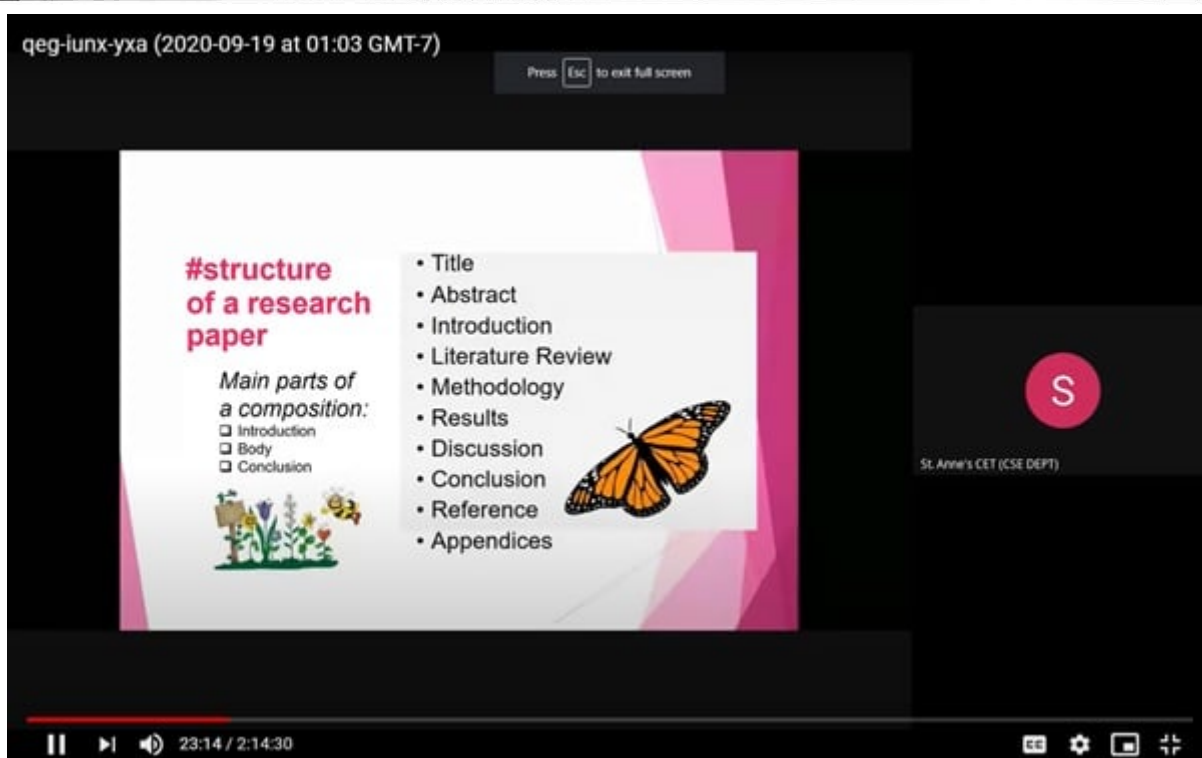 qeg-iunx-yxa (2020-09-19 at 01:03 GMT-7)
Press Esc to exit full screen
#structure
of a research
paper
Main parts of
a composition:
❑ Introduction
❑ Body
❑ Conclusion
• Title
• Abstract
• Introduction
• Literature Review
• Methodology
• Results
• Discussion
• Conclusion
• Reference
• Appendices
S
St. Anne's CET (CSE DEPT)
23:14 / 2:14:30
CC